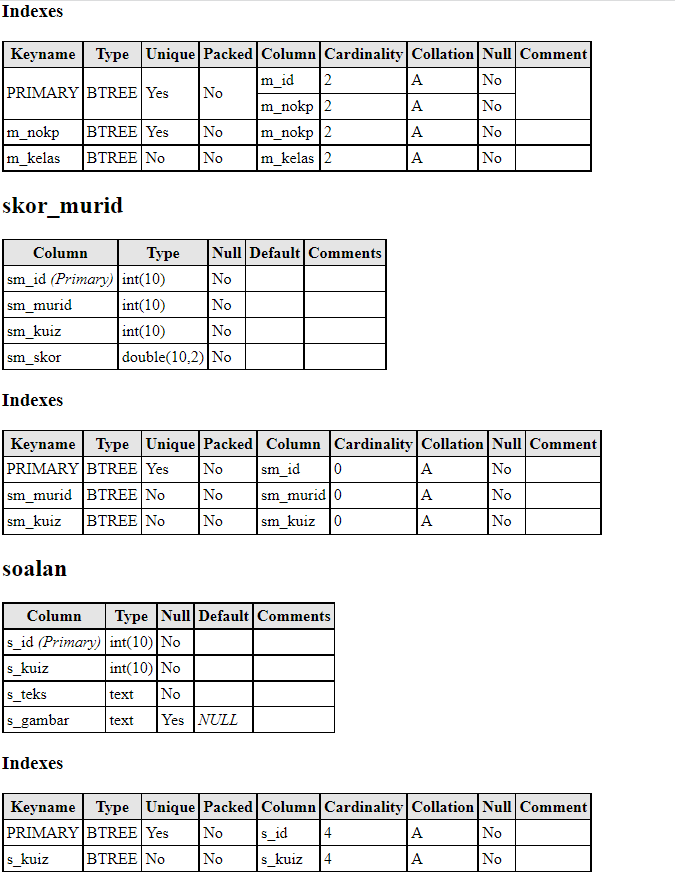 Indexes
Keyname Type Unique Packed Column Cardinality Collation Null Comment
PRIMARY BTREE Yes No m_id 2 A No
m_nokp 2 A No
m_nokp BTREE Yes No m_nokp 2 A No
m_kelas BTREE No No m_kelas 2 A No
skor_murid
Column Type Null Default Comments
sm_id (Primary) int(10) No
sm_murid int(10) No
sm_kuiz int(10) No
sm_skor double(10,2) No
Indexes
Keyname Type Unique Packed Column Cardinality Collation Null Comment
PRIMARY BTREE Yes No sm_id 0 A No
sm_murid BTREE No No sm_murid 0 A No
sm_kuiz BTREE No No sm_kuiz 0 A No
soalan
Column Type Null Default Comments
s_id (Primary) int(10) No
s_kuiz int(10) No
s_teks text No
s_gambar text Yes NULL
Indexes
Keyname Type Unique Packed Column Cardinality Collation Null Comment
PRIMARY BTREE Yes No s_id 4 A No
s_kuiz BTREE No No s_kuiz 4 A No